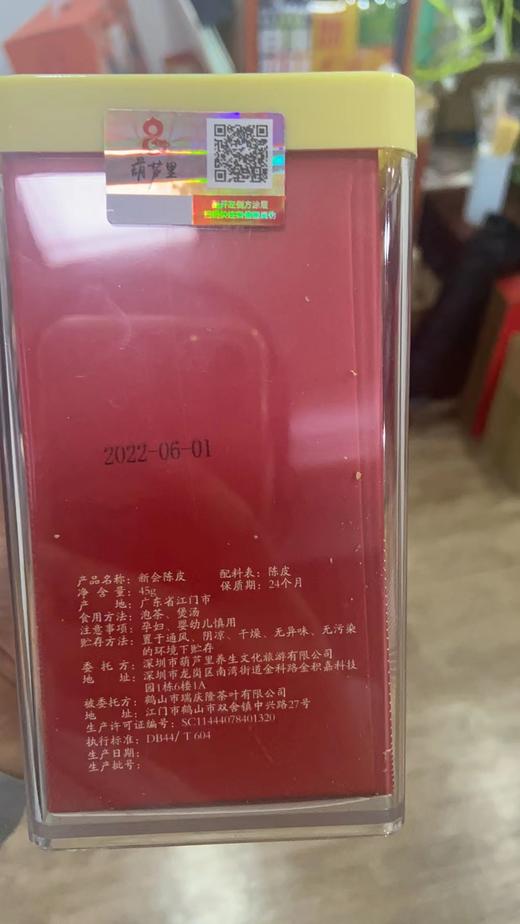 葫芦里
2022-06-01
产品名称：新会陈皮 配料表：陈皮
净 含 量：45g 保质期：24个月
产 地：广东省江门市
食用方法：泡茶、煲汤
注意事项：孕妇、婴幼儿慎用
贮存方法：置于通风、阴凉、干燥、无异味、无污染
的环境下贮存
委 托 方：深圳市葫芦里养生文化旅游有限公司
地 址：深圳市龙岗区南湾街道金科路金积嘉科技
园1栋6楼1A
被委托方：鹤山市瑞庆隆茶叶有限公司
地 址：江门市鹤山市双合镇中兴路27号
生产许可证编号：SC11444078401320
执行标准：DB44/ T 604
生产日期：
生产批号：